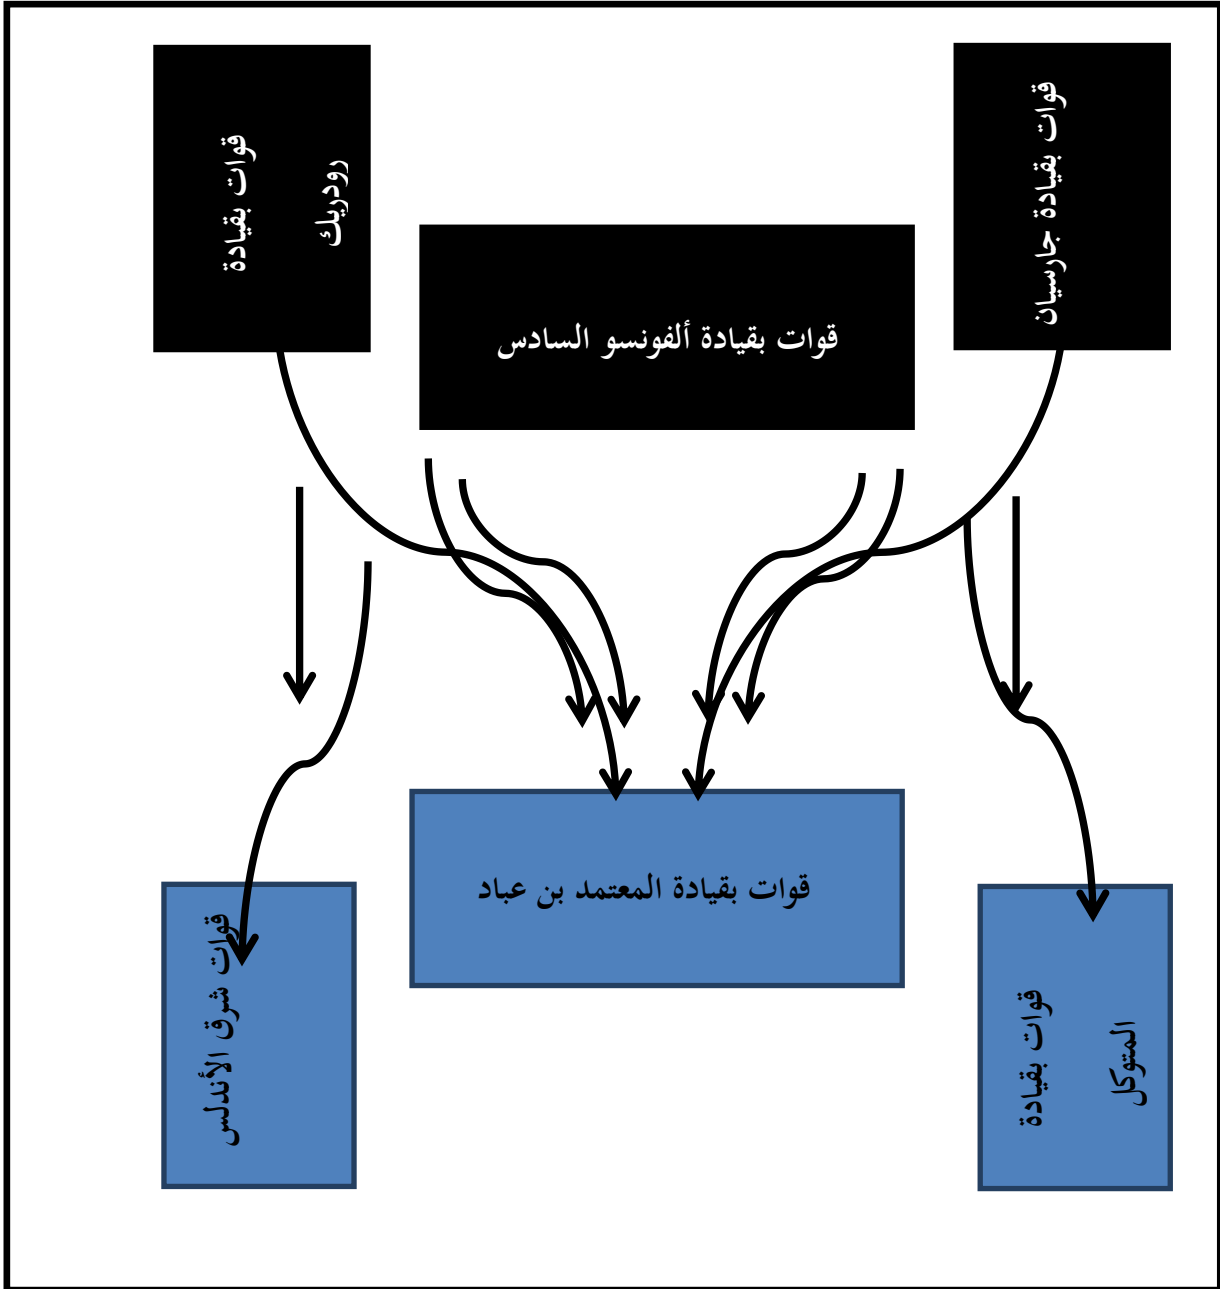 قوات بقيادة جارسيان
قوات بقيادة
رودريك
قوات بقيادة ألفونسو السادس
قوات بقيادة المعتمد بن عباد
قوات بقيادة
المتوكل
قوات شرق الأندلس